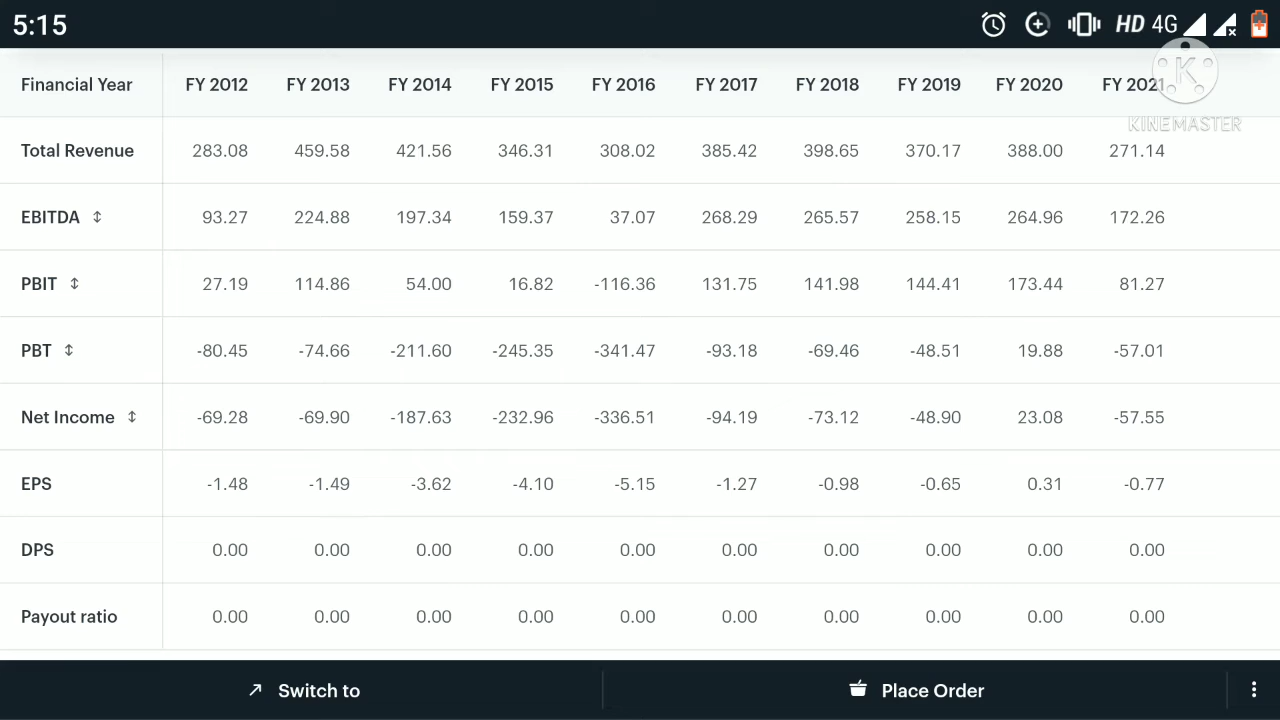 5:15 HD 4G
Financial Year FY 2012 FY 2013 FY 2014 FY 2015 FY 2016 FY 2017 FY 2018 FY 2019 FY 2020 FY 2021
K
KINEMASTER
Total Revenue 283.08 459.58 421.56 346.31 308.02 385.42 398.65 370.17 388.00 271.14
EBITDA 93.27 224.88 197.34 159.37 37.07 268.29 265.57 258.15 264.96 172.26
PBIT 27.19 114.86 54.00 16.82 -116.36 131.75 141.98 144.41 173.44 81.27
PBT -80.45 -74.66 -211.60 -245.35 -341.47 -93.18 -69.46 -48.51 19.88 -57.01
Net Income -69.28 -69.90 -187.63 -232.96 -336.51 -94.19 -73.12 -48.90 23.08 -57.55
EPS -1.48 -1.49 -3.62 -4.10 -5.15 -1.27 -0.98 -0.65 0.31 -0.77
DPS 0.00 0.00 0.00 0.00 0.00 0.00 0.00 0.00 0.00 0.00
Payout ratio 0.00 0.00 0.00 0.00 0.00 0.00 0.00 0.00 0.00 0.00
Switch to Place Order